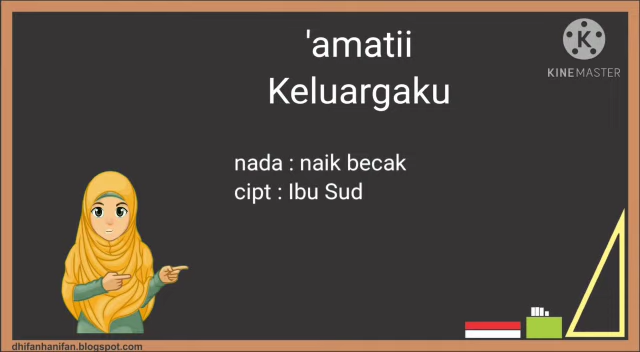 'amatii
Keluargaku
nada : naik becak
cipt : Ibu Sud
KINEMASTER
dhifanhanifan.blogspot.com